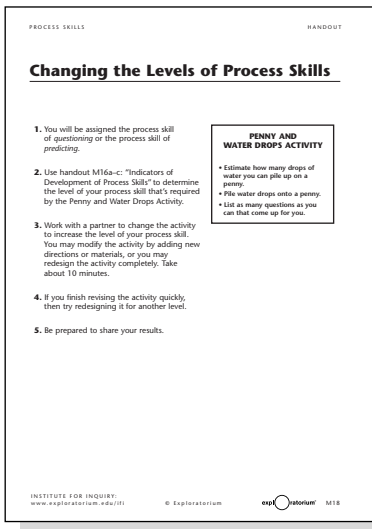 PROCESS SKILLS
HANDOUT
Changing the Levels of Process Skills
1. You will be assigned the process skill
of questioning or the process skill of
predicting.
2. Use handout M16a–c: “Indicators of
Development of Process Skills” to determine
the level of your process skill that’s required
by the Penny and Water Drops Activity.
3. Work with a partner to change the activity
to increase the level of your process skill.
You may modify the activity by adding new
directions or materials, or you may
redesign the activity completely. Take
about 10 minutes.
4. If you finish revising the activity quickly,
then try redesigning it for another level.
5. Be prepared to share your results.
PENNY AND
WATER DROPS ACTIVITY
• Estimate how many drops of
water you can pile up on a
penny.
• Pile water drops onto a penny.
• List as many questions as you
can that come up for you.
INSTITUTE FOR INQUIRY:
www.exploratorium.edu/ifi
© Exploratorium
exploratorium
M18